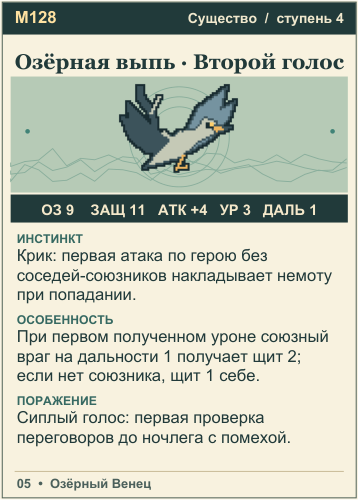 M128
Существо / ступень 4
Озёрная выпь · Второй голос
ОЗ 9 ЗАЩ 11 АТК +4 УР 3 ДАЛЬ 1
ИНСТИНКТ
Крик: первая атака по герою без
соседей-союзников накладывает немоту
при попадании.
ОСОБЕННОСТЬ
При первом полученном уроне союзный
враг на дальности 1 получает щит 2;
если нет союзника, щит 1 себе.
ПОРАЖЕНИЕ
Сиплый голос: первая проверка
переговоров до ночлега с помехой.
05 • Озёрный Венец